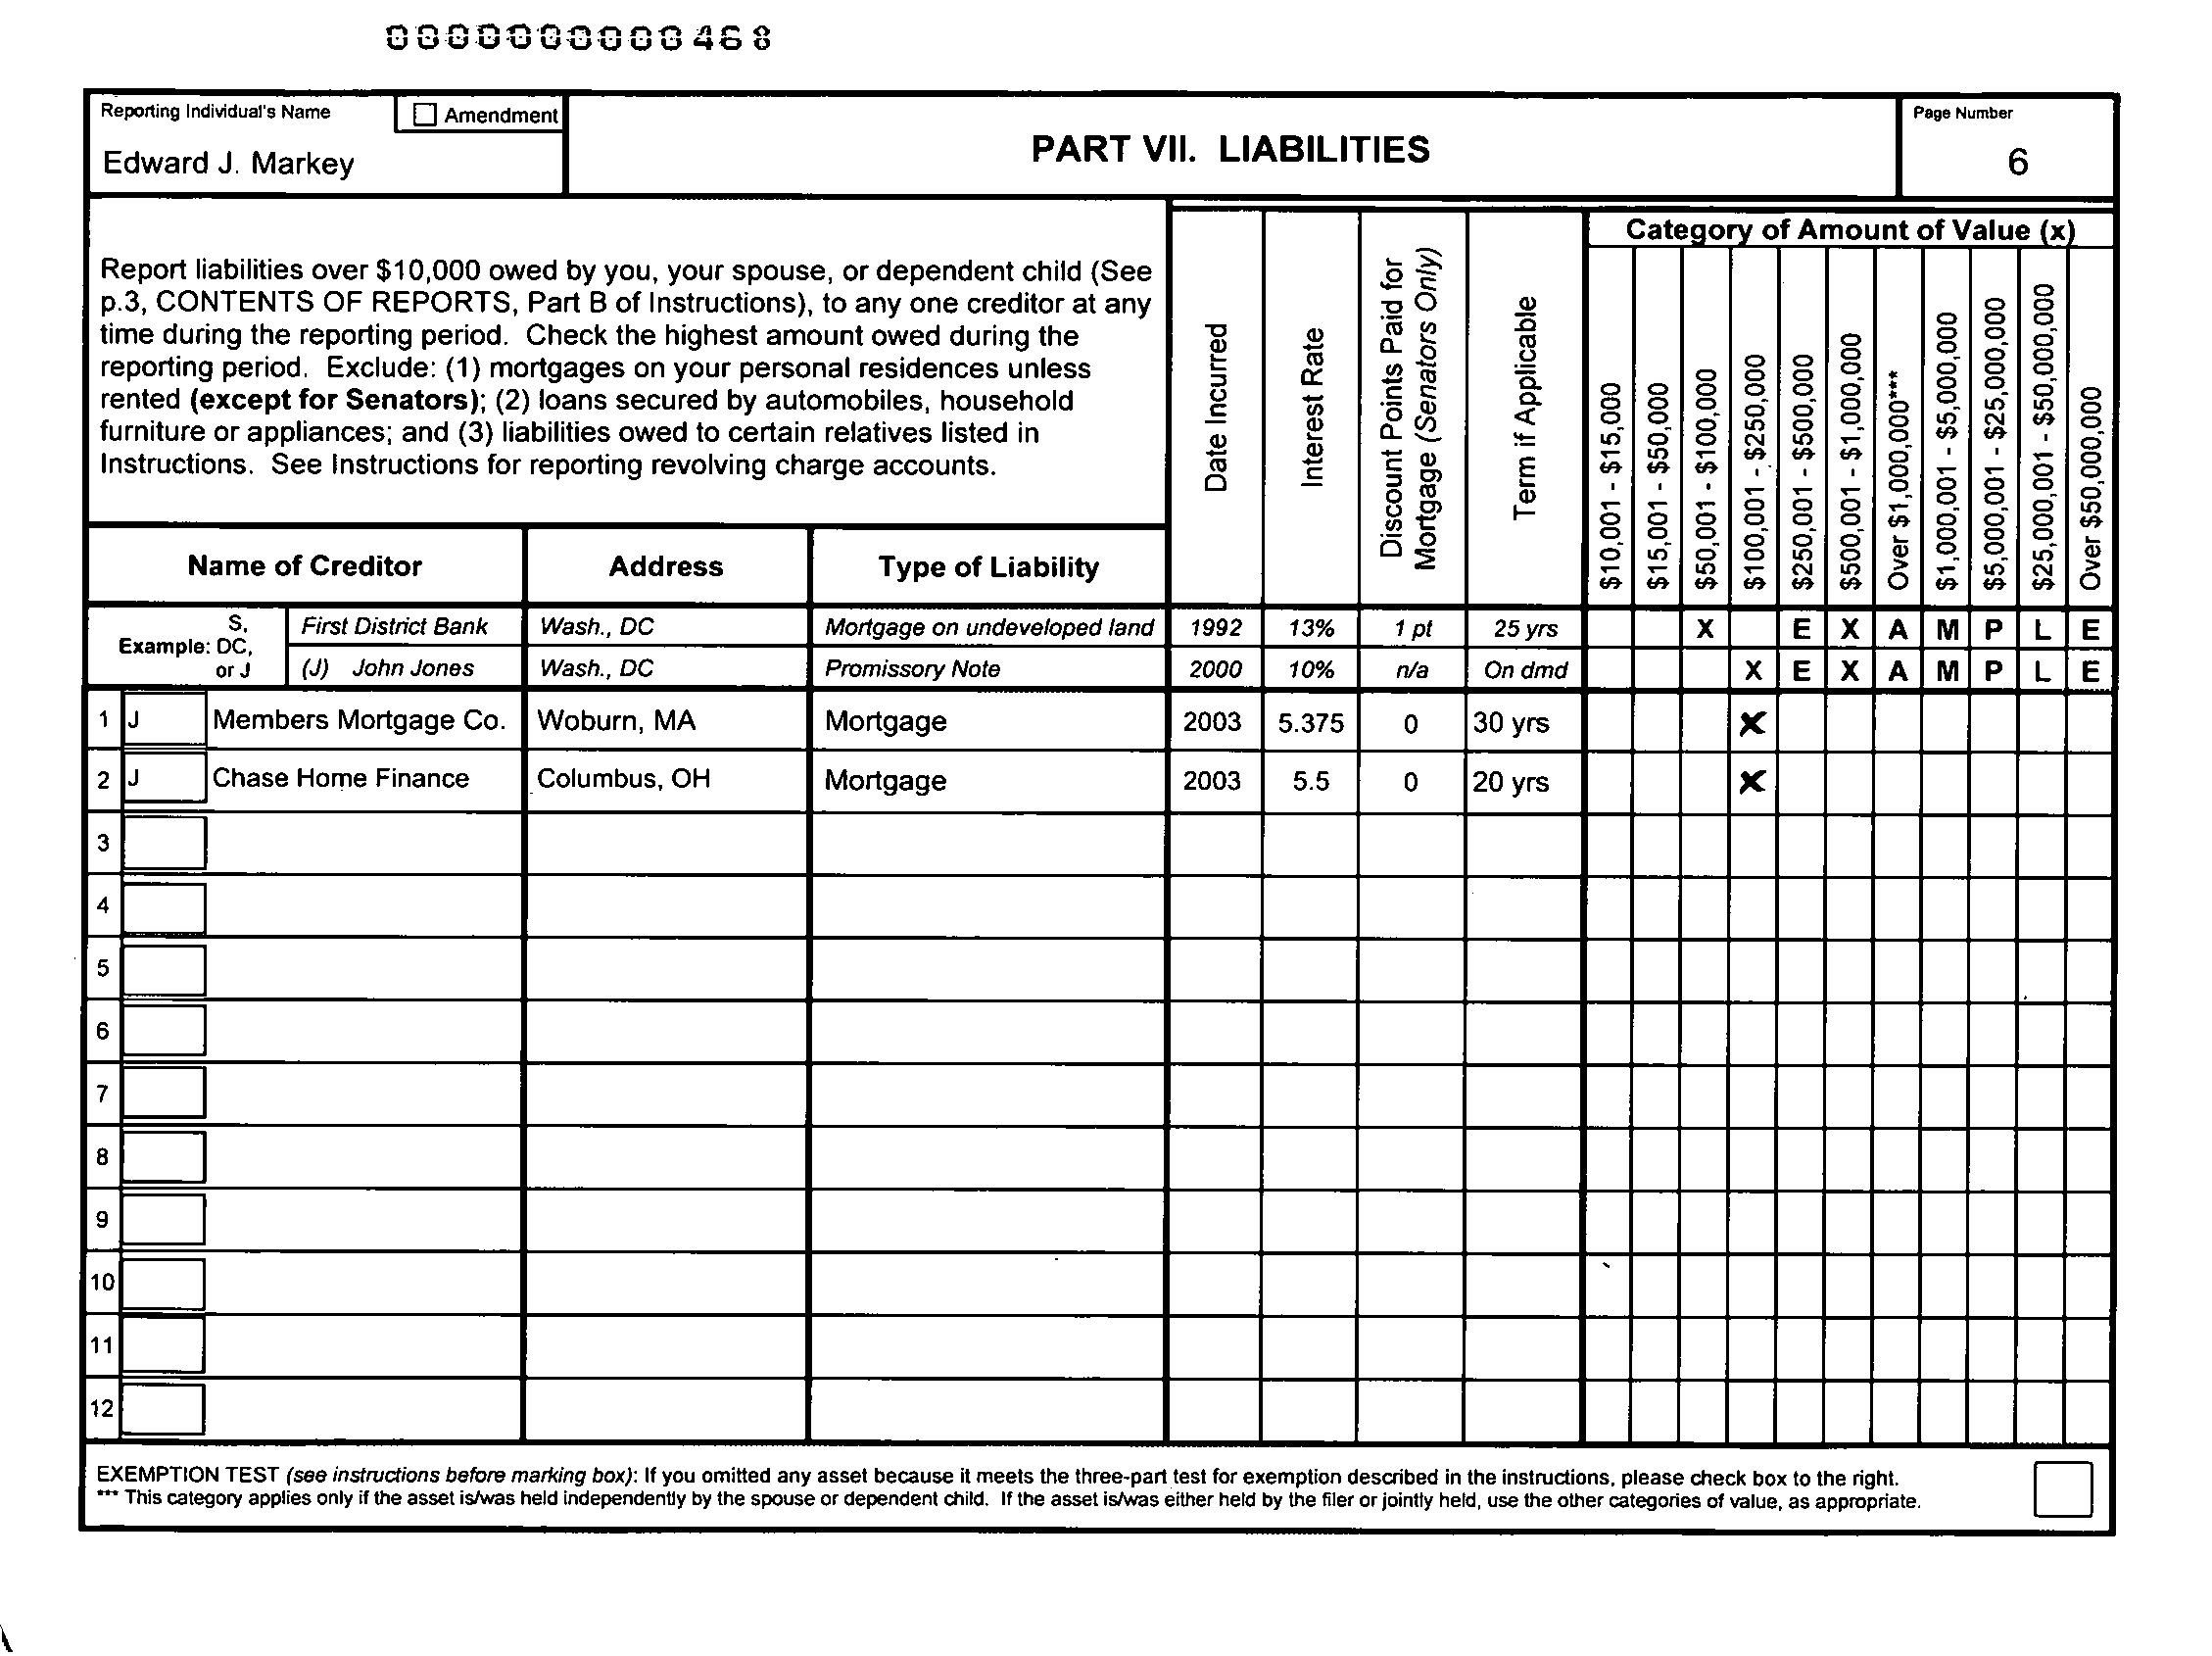 0000000000468
Reporting Individual's Name
Amendment
Edward J. Markey
PART VII. LIABILITIES
Page Number
6
Report liabilities over $10,000 owed by you, your spouse, or dependent child (See
p.3, CONTENTS OF REPORTS, Part B of Instructions), to any one creditor at any
time during the reporting period. Check the highest amount owed during the
reporting period. Exclude: (1) mortgages on your personal residences unless
rented (except for Senators); (2) loans secured by automobiles, household
furniture or appliances; and (3) liabilities owed to certain relatives listed in
Instructions. See Instructions for reporting revolving charge accounts.
Name of Creditor
Address
Type of Liability
Date Incurred
Interest Rate
Discount Points Paid for
Mortgage (Senators Only)
Term if Applicable
Category of Amount of Value (x)
$10,001 - $15,000
$15,001 - $50,000
$50,001 - $100,000
$100,001 - $250,000
$250,001 - $500,000
$500,001 - $1,000,000
Over $1,000,000***
$1,000,001 - $5,000,000
$5,000,001 - $25,000,000
$25,000,001 - $50,000,000
Over $50,000,000
S,
Example: DC,
or J
First District Bank Wash., DC Mortgage on undeveloped land 1992 13% 1 pt 25 yrs X E X A M P L E
(J) John Jones Wash., DC Promissory Note 2000 10% n/a On dmd X E X A M P L E
1 J Members Mortgage Co. Woburn, MA Mortgage 2003 5.375 0 30 yrs X
2 J Chase Home Finance Columbus, OH Mortgage 2003 5.5 0 20 yrs X
3
4
5
6
7
8
9
10
11
12
EXEMPTION TEST (see instructions before marking box): If you omitted any asset because it meets the three-part test for exemption described in the instructions, please check box to the right.
*** This category applies only if the asset is/was held independently by the spouse or dependent child. If the asset is/was either held by the filer or jointly held, use the other categories of value, as appropriate.